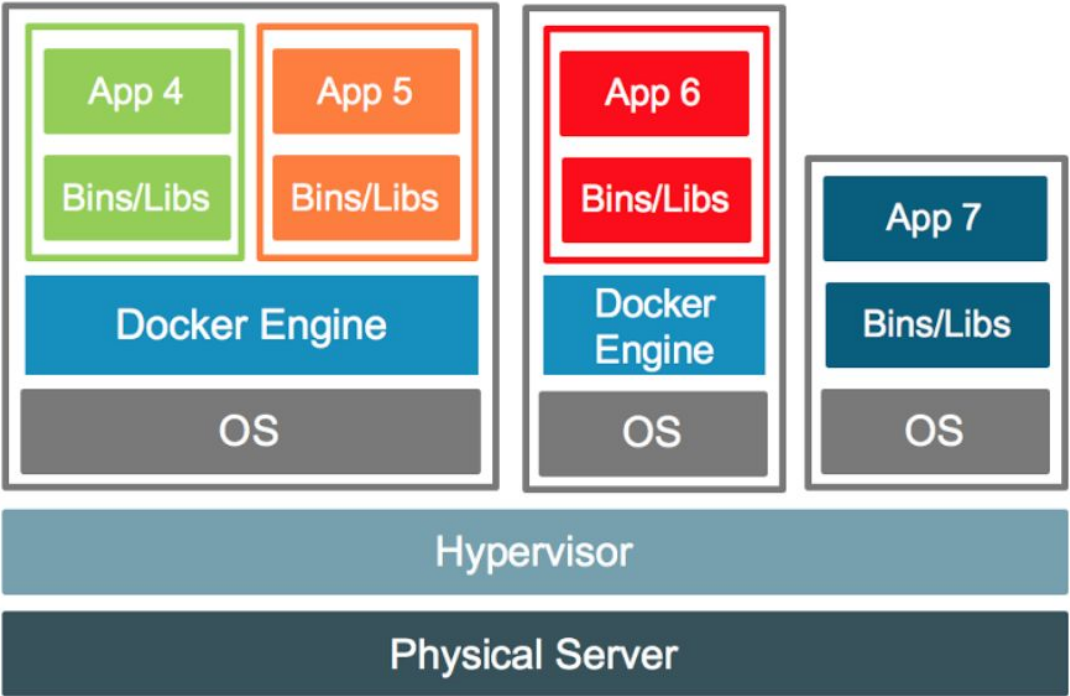 App 4
App 5
App 6
Bins/Libs
Bins/Libs
Bins/Libs
App 7
Docker Engine
Docker
Engine
Bins/Libs
OS
OS
OS
Hypervisor
Physical Server